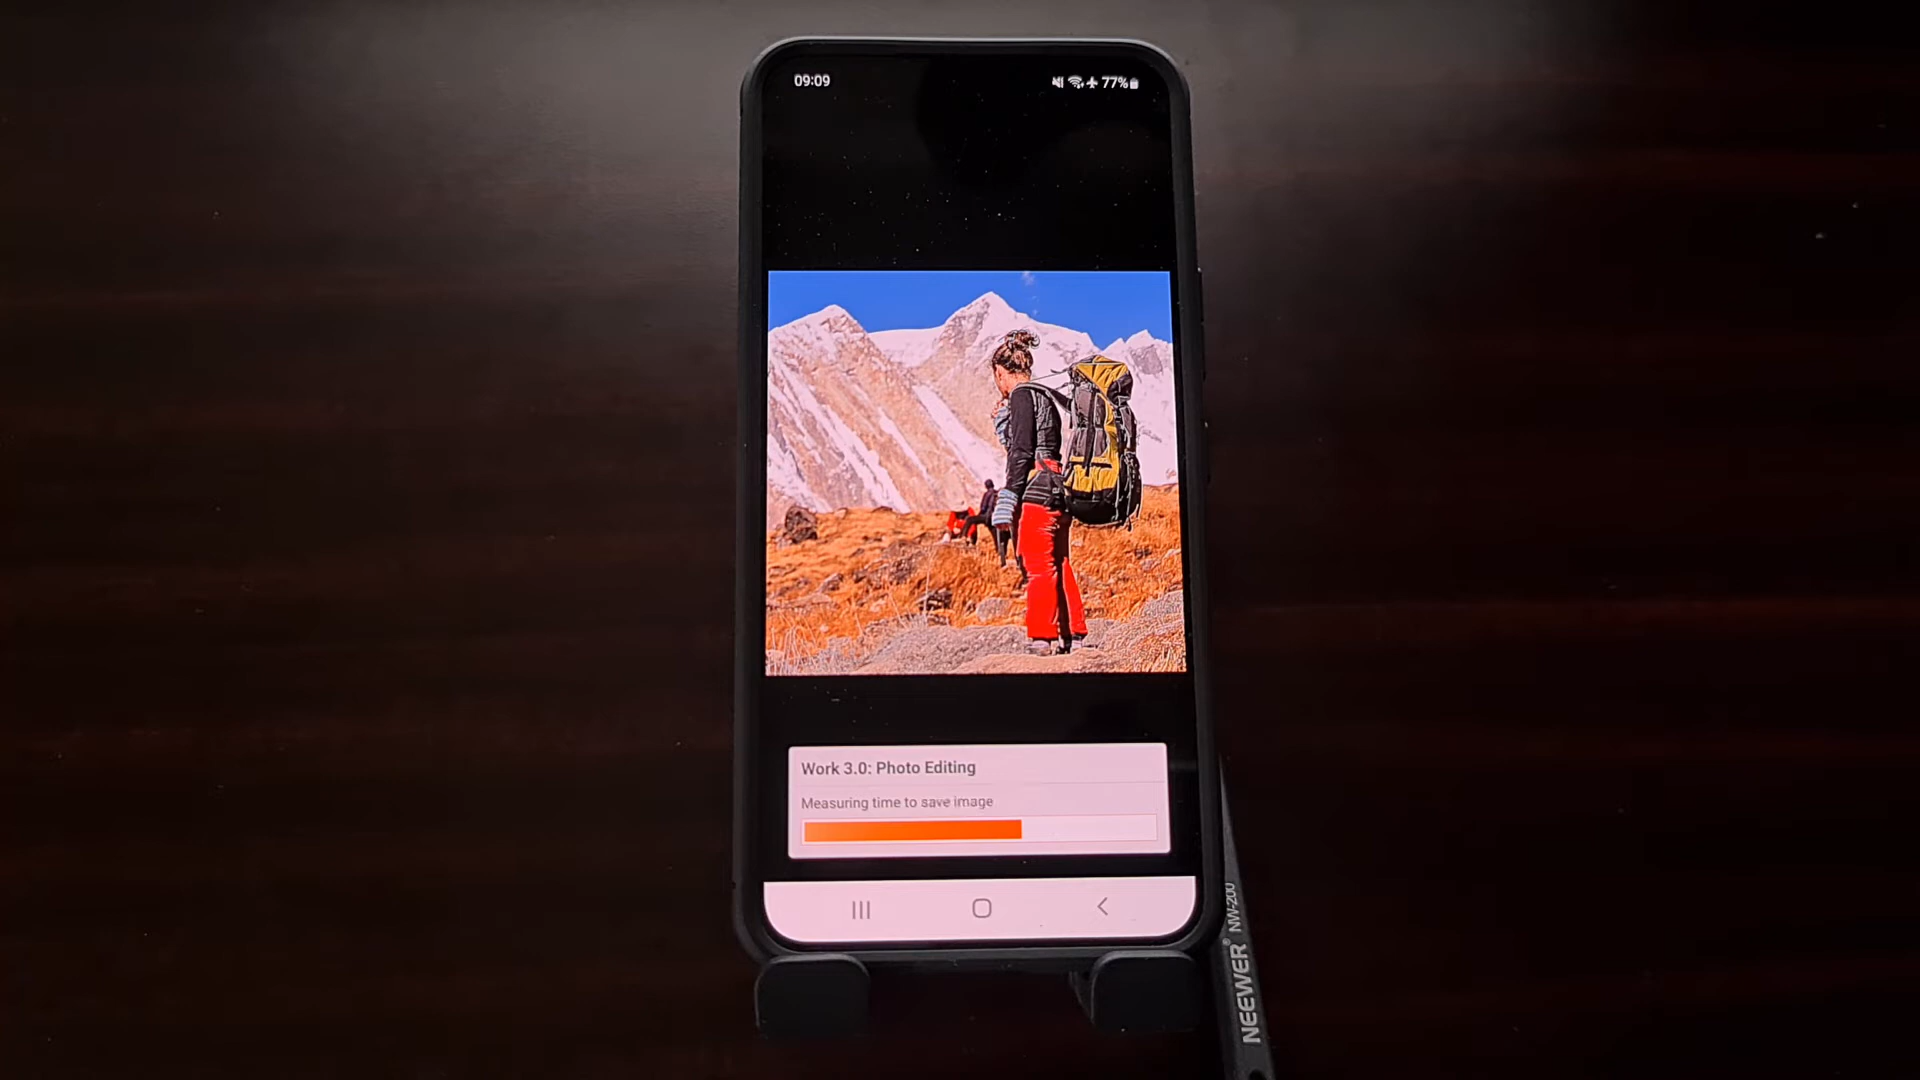 09:09
77%
Work 3.0: Photo Editing
Measuring time to save image
NEEWER® NW-200